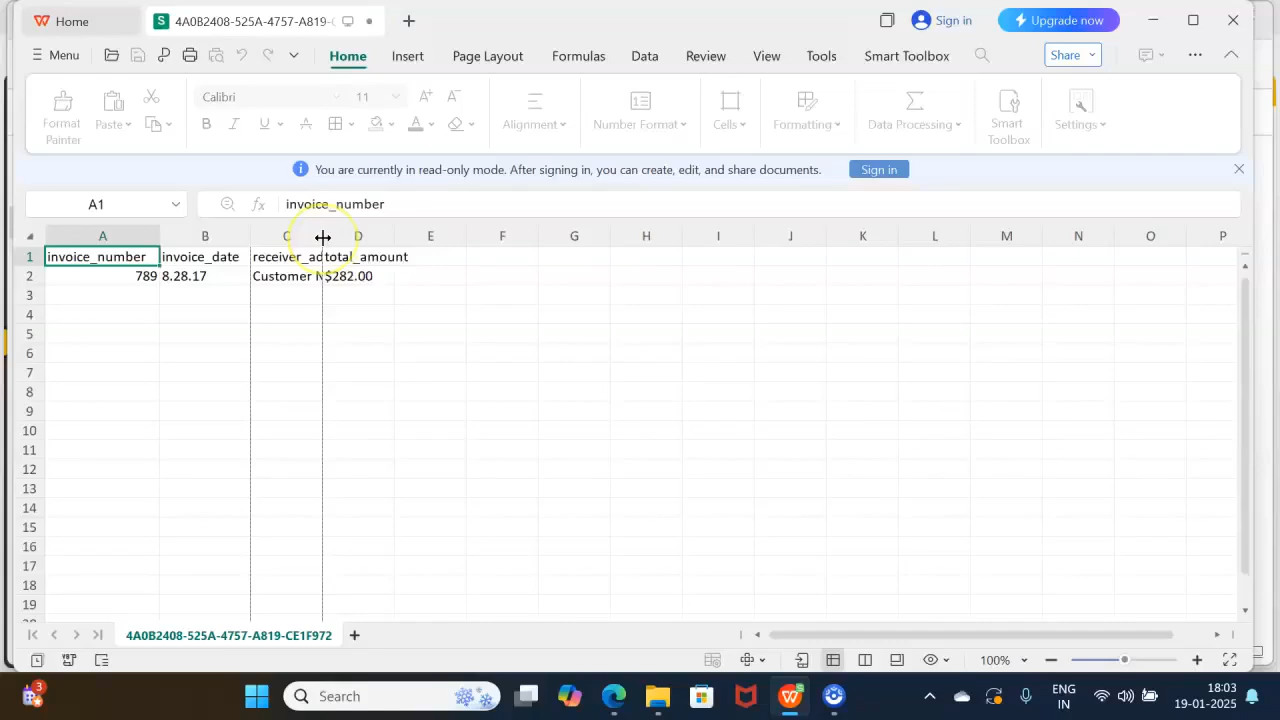 Home
4A0B2408-525A-4757-A819-
Sign in
Upgrade now
Menu
Home
Insert
Page Layout
Formulas
Data
Review
View
Tools
Smart Toolbox
Share
Format
Painter
Paste
Calibri
11
Alignment
Number Format
Cells
Formatting
Data Processing
Smart
Toolbox
Settings
You are currently in read-only mode. After signing in, you can create, edit, and share documents.
Sign in
A1
fx
invoice_number
A B C D E F G H I J K L M N O P
1 invoice_number invoice_date receiver_ad total_amount
2 789 8.28.17 Customer N $282.00
3
4
5
6
7
8
9
10
11
12
13
14
15
16
17
18
19
4A0B2408-525A-4757-A819-CE1F972
100%
3
Search
ENG
IN
18:03
19-01-2025